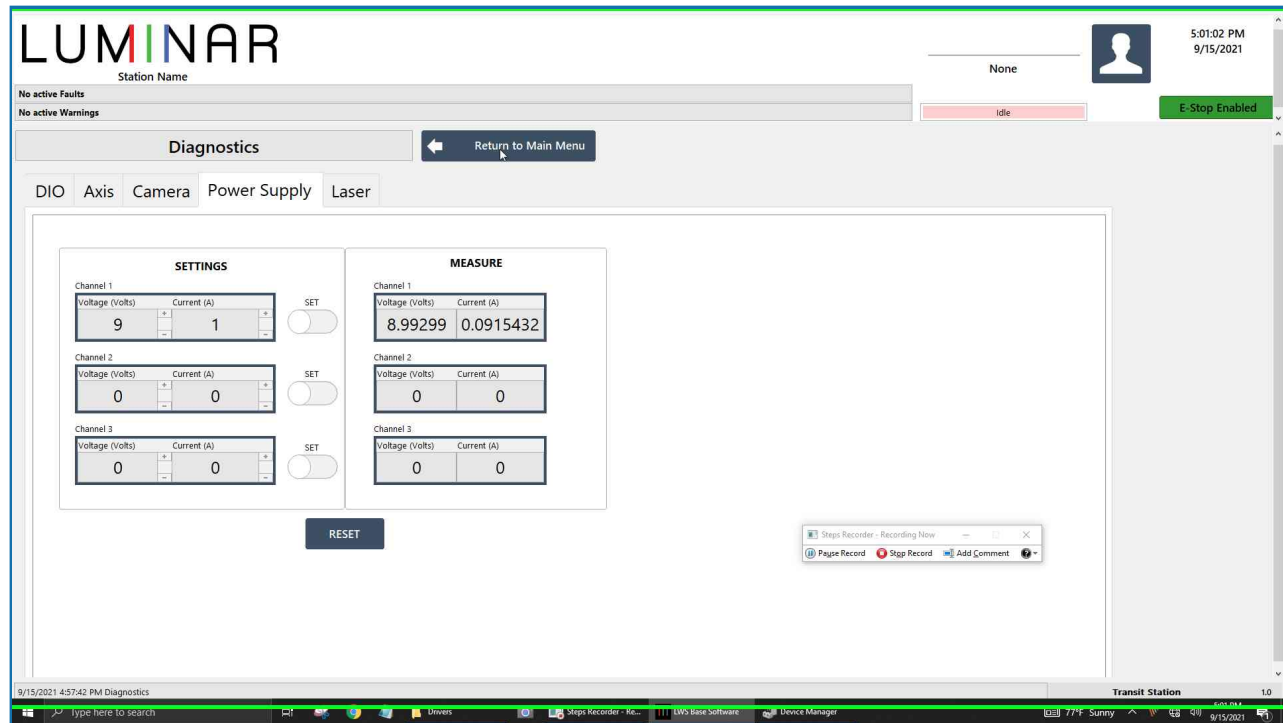 LUMINAR
Station Name
None
5:01:02 PM
9/15/2021
No active Faults
No active Warnings
Idle
E-Stop Enabled
Diagnostics
Return to Main Menu
DIO Axis Camera Power Supply Laser
SETTINGS
MEASURE
Channel 1
Voltage (Volts) Current (A) SET
9 1
Channel 1
Voltage (Volts) Current (A)
8.99299 0.0915432
Channel 2
Voltage (Volts) Current (A) SET
0 0
Channel 2
Voltage (Volts) Current (A)
0 0
Channel 3
Voltage (Volts) Current (A) SET
0 0
Channel 3
Voltage (Volts) Current (A)
0 0
RESET
Steps Recorder - Recording Now
Pause Record Stop Record Add Comment
9/15/2021 4:57:42 PM Diagnostics
Transit Station 1.0
Type here to search
Drivers
Steps Recorder - Re...
LWS Base Software
Device Manager
77°F Sunny
5:01 PM
9/15/2021